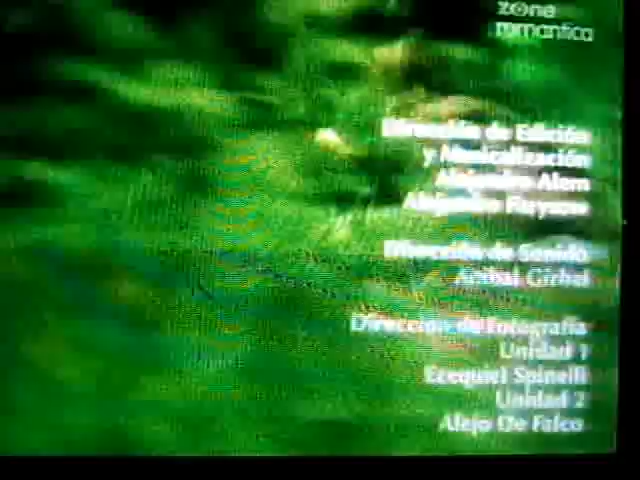 zone
romantica
Dirección de Edición
y Musicalización
Alejandro Alem
Alejandro Parysow
Dirección de Sonido
Aníbal Girbal
Dirección de Fotografía
Unidad 1
Ezequiel Spinelli
Unidad 2
Alejo De Falco